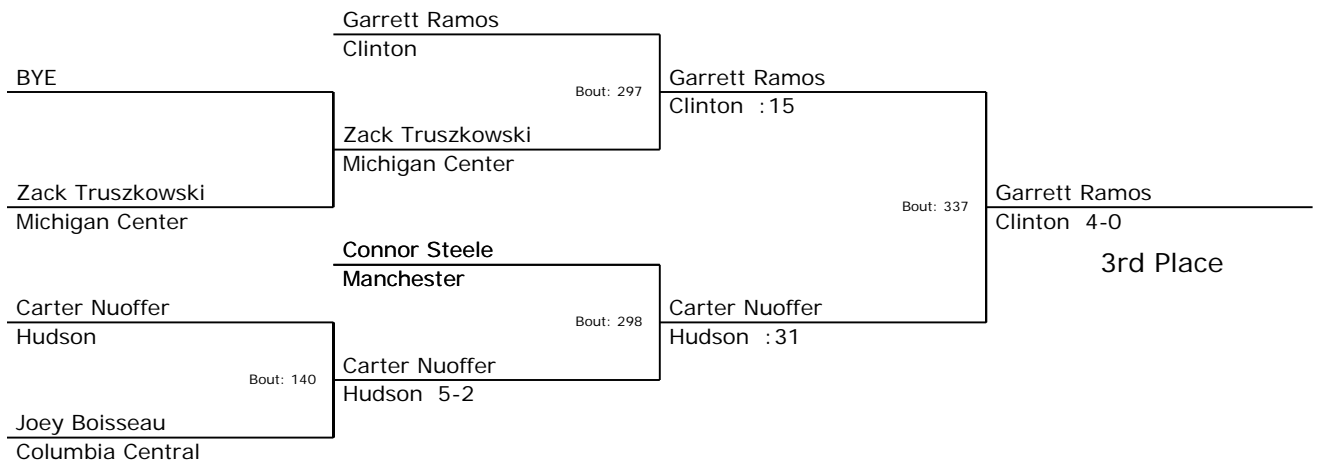 Garrett Ramos
Clinton
BYE
Bout: 297
Garrett Ramos
Clinton :15
Zack Truszkowski
Michigan Center
Zack Truszkowski
Michigan Center
Bout: 337
Garrett Ramos
Clinton 4-0
3rd Place
Connor Steele
Manchester
Carter Nuoffer
Hudson
Bout: 298
Carter Nuoffer
Hudson :31
Bout: 140
Carter Nuoffer
Hudson 5-2
Joey Boisseau
Columbia Central